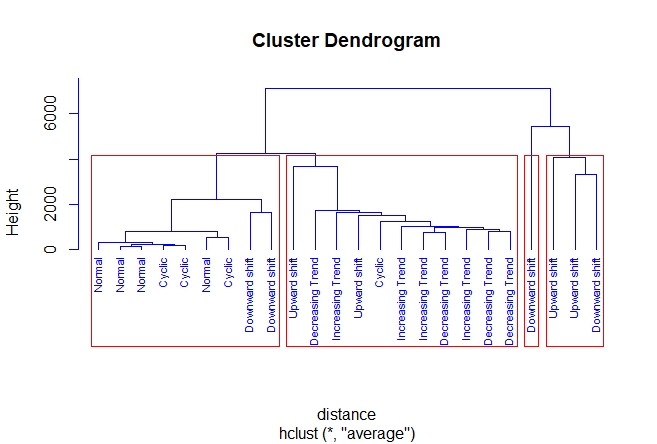 Cluster Dendrogram
Height
6000
2000
0
Normal
Normal
Normal
Cyclic
Cyclic
Normal
Cyclic
Downward shift
Downward shift
Upward shift
Decreasing Trend
Increasing Trend
Upward shift
Cyclic
Increasing Trend
Increasing Trend
Decreasing Trend
Increasing Trend
Decreasing Trend
Decreasing Trend
Downward shift
Upward shift
Upward shift
Downward shift
distance
hclust (*, "average")